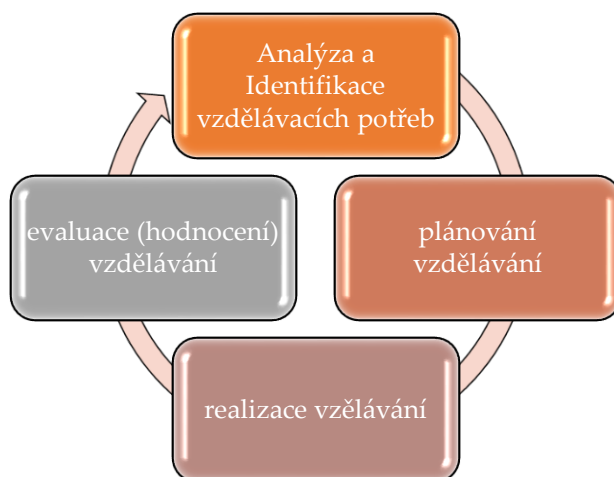 Analýza a
Identifikace
vzdělávacích potřeb
plánování
vzdělávání
realizace vzělávání
evaluace (hodnocení)
vzdělávání